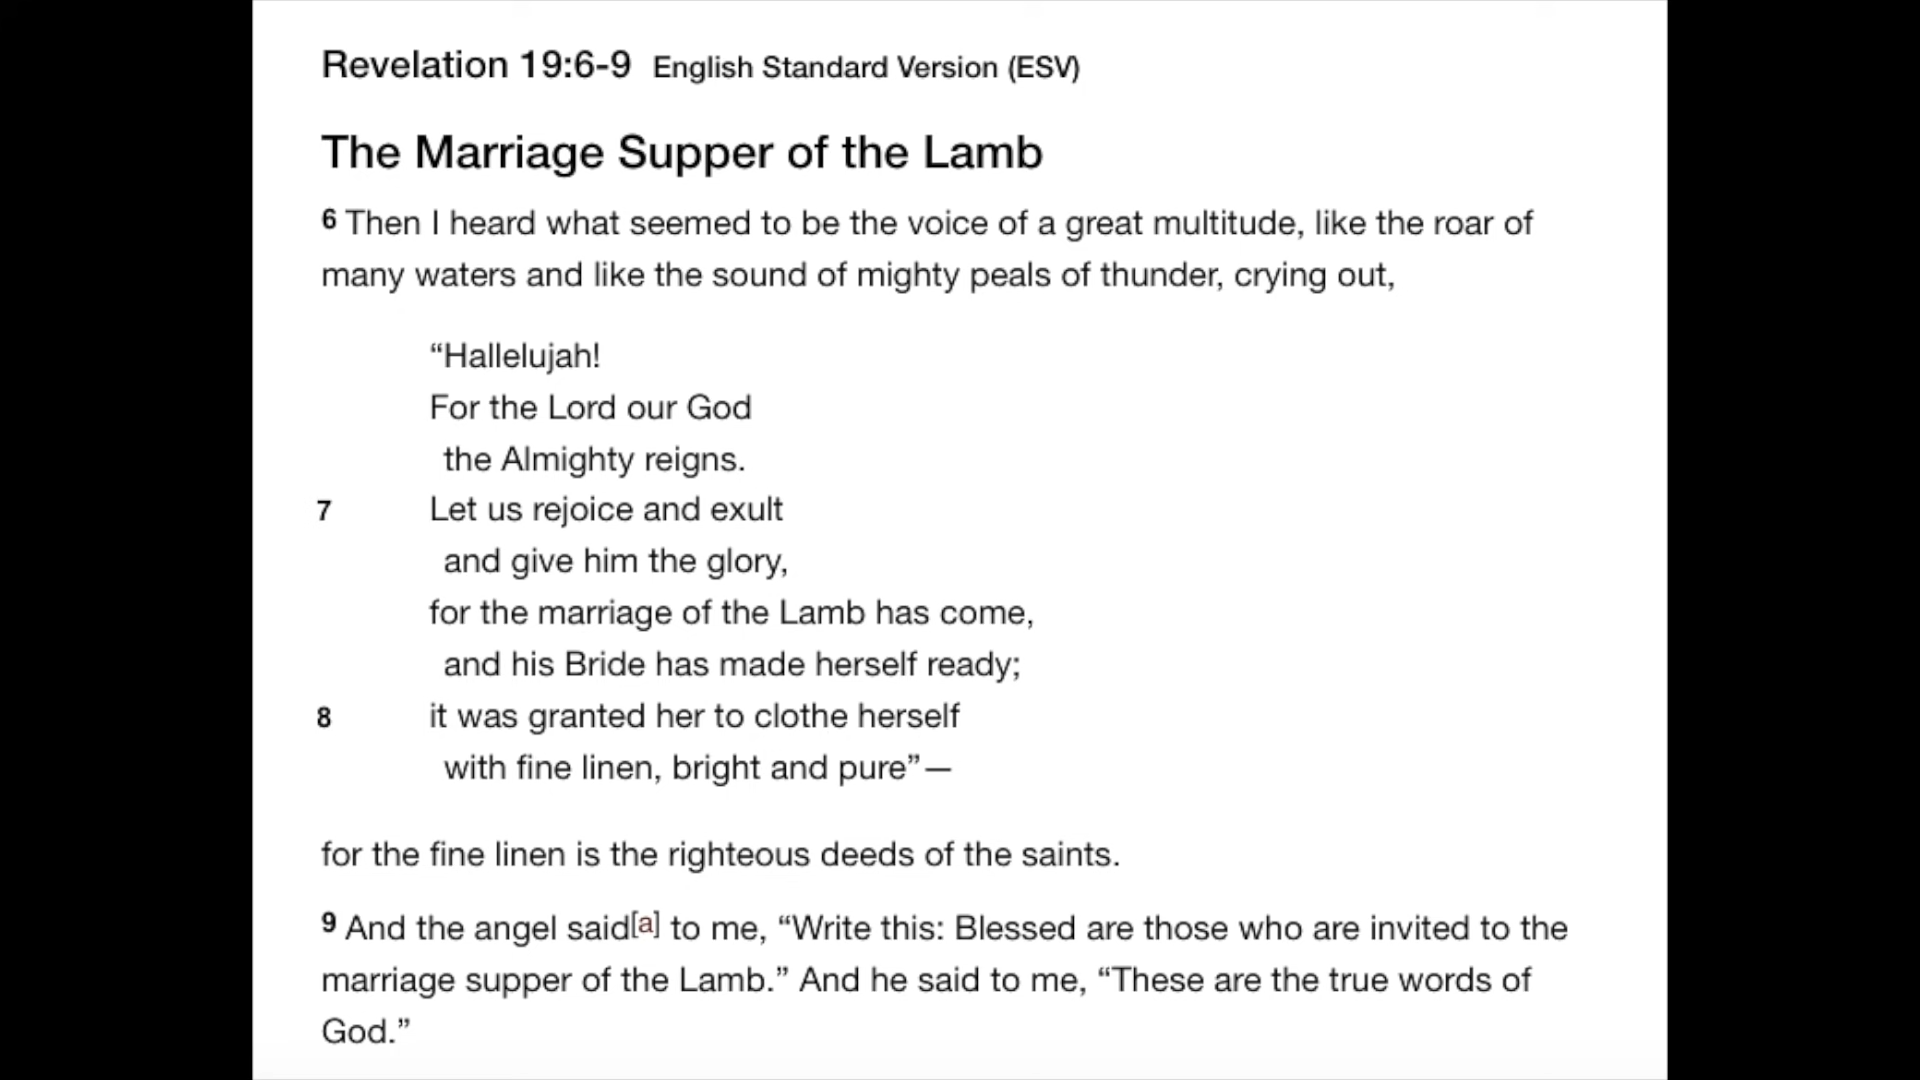 Revelation 19:6-9 English Standard Version (ESV)
The Marriage Supper of the Lamb
6 Then I heard what seemed to be the voice of a great multitude, like the roar of
many waters and like the sound of mighty peals of thunder, crying out,
“Hallelujah!
For the Lord our God
the Almighty reigns.
7 Let us rejoice and exult
and give him the glory,
for the marriage of the Lamb has come,
and his Bride has made herself ready;
8 it was granted her to clothe herself
with fine linen, bright and pure”—
for the fine linen is the righteous deeds of the saints.
9 And the angel said[a] to me, “Write this: Blessed are those who are invited to the
marriage supper of the Lamb.” And he said to me, “These are the true words of
God.”